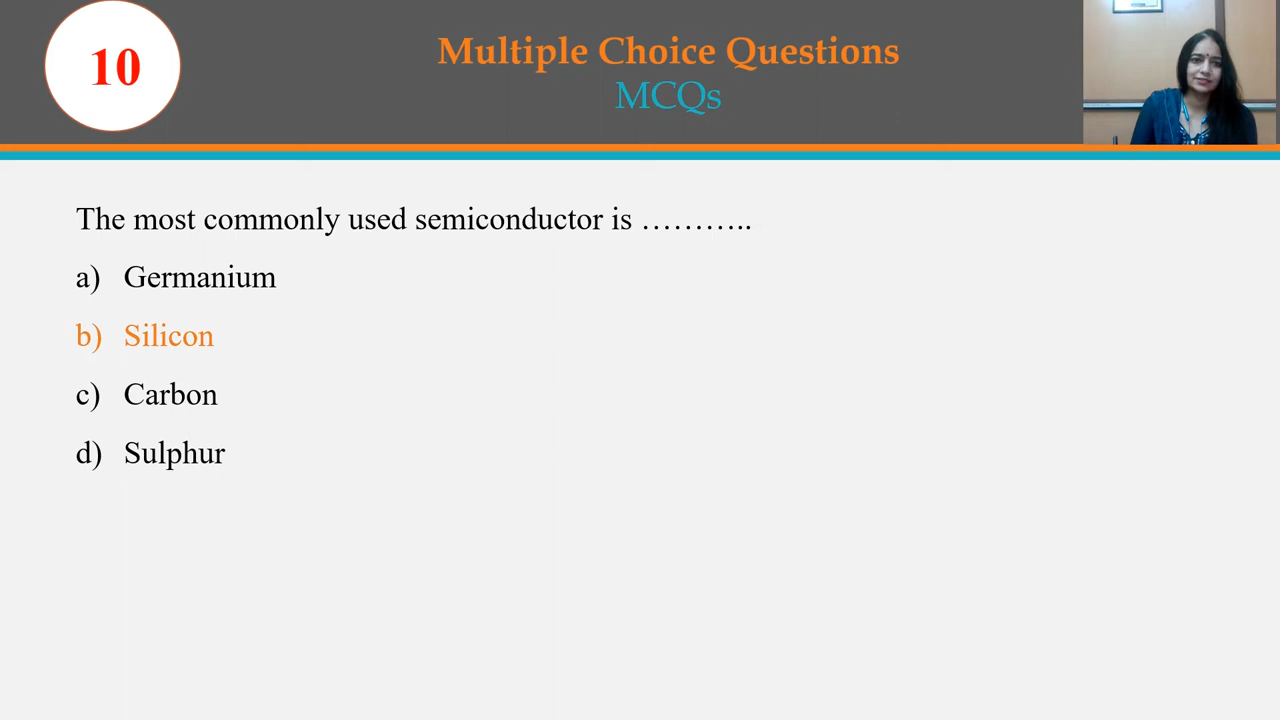 10
Multiple Choice Questions
MCQs
The most commonly used semiconductor is ………..
a) Germanium
b) Silicon
c) Carbon
d) Sulphur